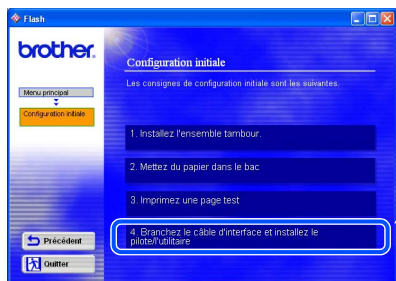 Flash
brother.
Menu principal
Configuration initiale
Configuration initiale
Les consignes de configuration initiale sont les suivantes.
1. Installez l'ensemble tambour.
2. Mettez du papier dans le bac
3. Imprimez une page test
4. Branchez le câble d'interface et installez le
pilote/l'utilitaire
Précédent
Quitter